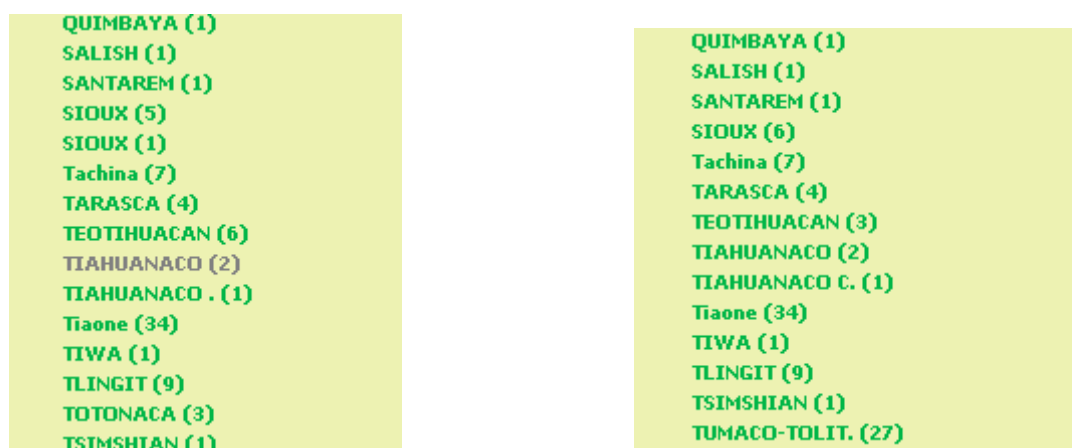 QUIMBAYA (1)
SALISH (1)
SANTAREM (1)
SIOUX (5)
SIOUX (1)
Tachina (7)
TARASCA (4)
TEOTIHUACAN (6)
TIAHUANACO (2)
TIAHUANACO . (1)
Tiaone (34)
TIWA (1)
TLINGIT (9)
TOTONACA (3)
TSIMSHIAN (1)
QUIMBAYA (1)
SALISH (1)
SANTAREM (1)
SIOUX (6)
Tachina (7)
TARASCA (4)
TEOTIHUACAN (3)
TIAHUANACO (2)
TIAHUANACO C. (1)
Tiaone (34)
TIWA (1)
TLINGIT (9)
TSIMSHIAN (1)
TUMACO-TOLIT. (27)